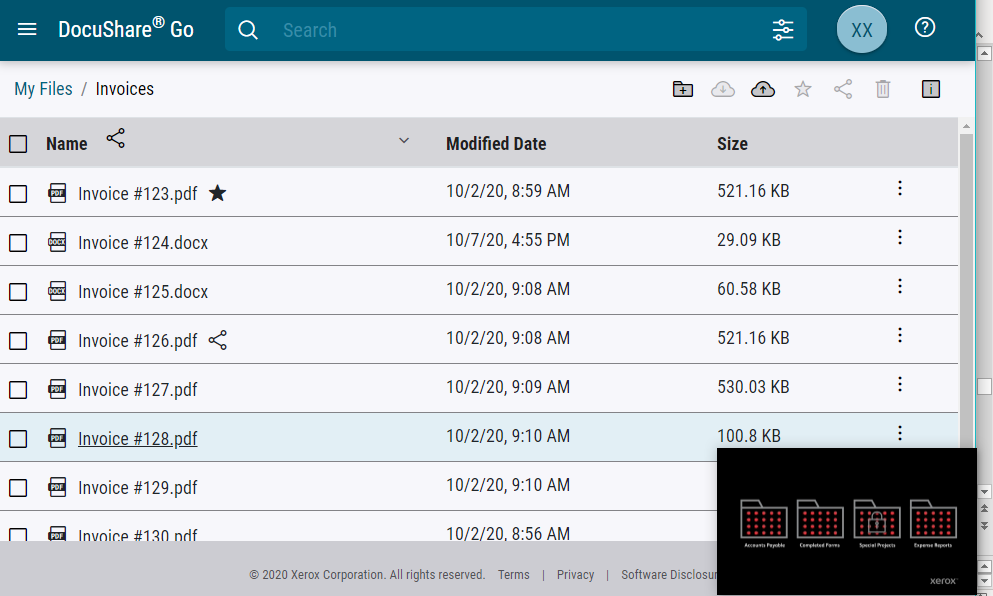 DocuShare® Go
Search
XX
My Files / Invoices
Name Modified Date Size
Invoice #123.pdf 10/2/20, 8:59 AM 521.16 KB
Invoice #124.docx 10/7/20, 4:55 PM 29.09 KB
Invoice #125.docx 10/2/20, 9:08 AM 60.58 KB
Invoice #126.pdf 10/2/20, 9:08 AM 521.16 KB
Invoice #127.pdf 10/2/20, 9:09 AM 530.03 KB
Invoice #128.pdf 10/2/20, 9:10 AM 100.8 KB
Invoice #129.pdf 10/2/20, 9:10 AM
Invoice #130.pdf 10/2/20, 8:56 AM
Accounts Payable Completed Forms Special Projects Expense Reports
xerox
© 2020 Xerox Corporation. All rights reserved. Terms | Privacy | Software Disclosur